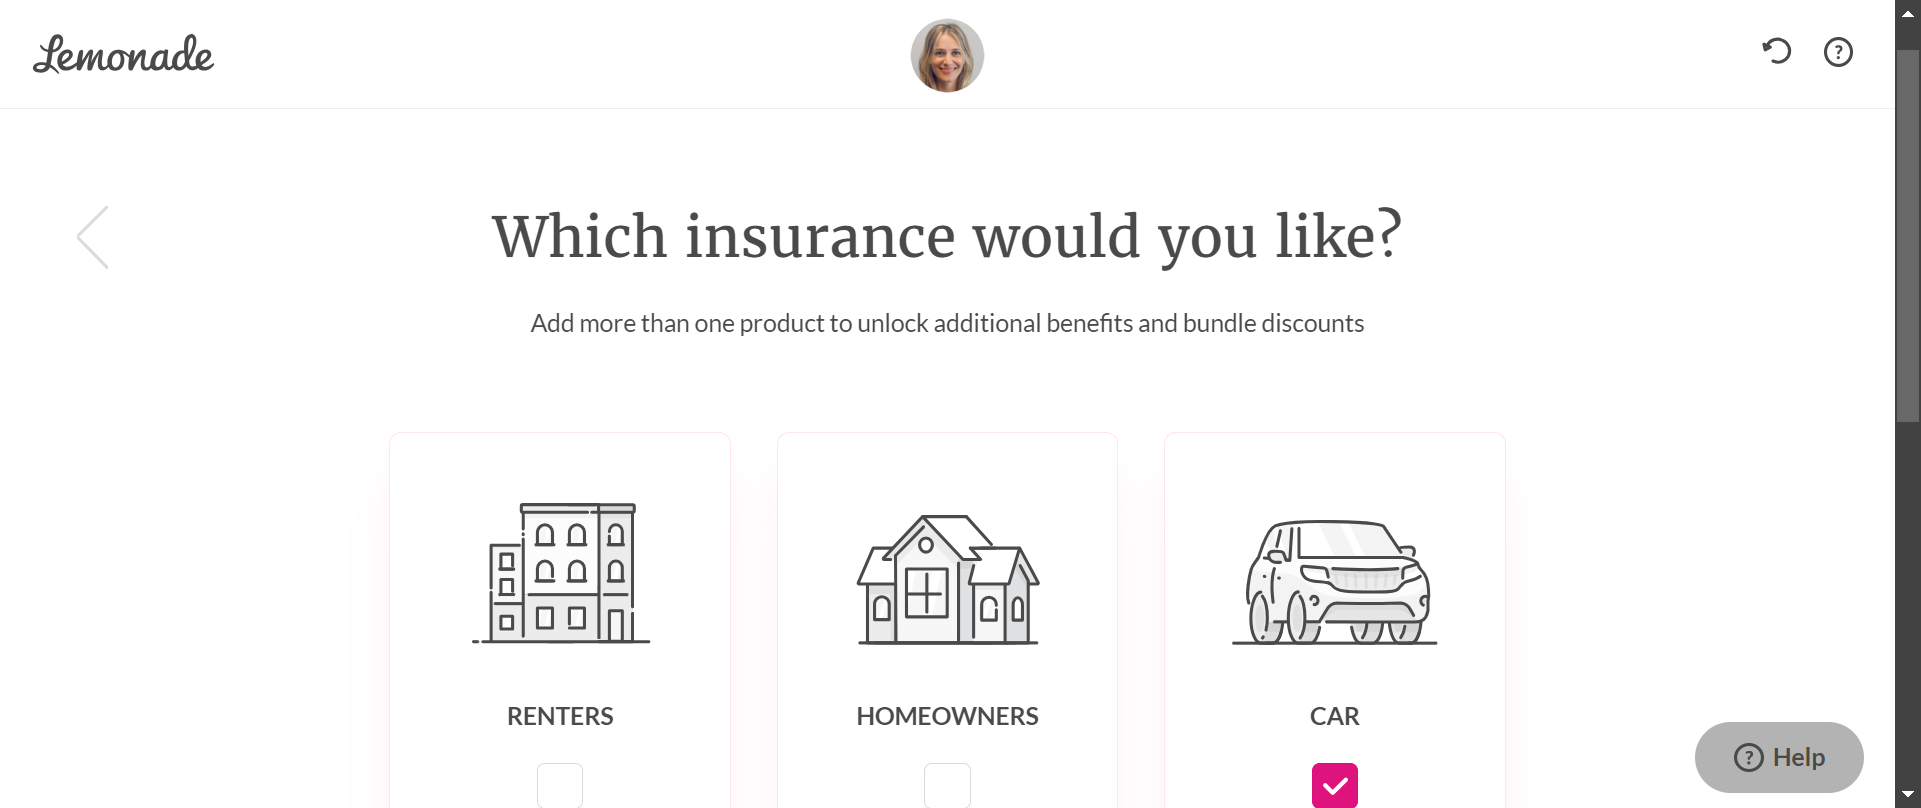 Lemonade
Which insurance would you like?
Add more than one product to unlock additional benefits and bundle discounts
RENTERS
HOMEOWNERS
CAR
? Help